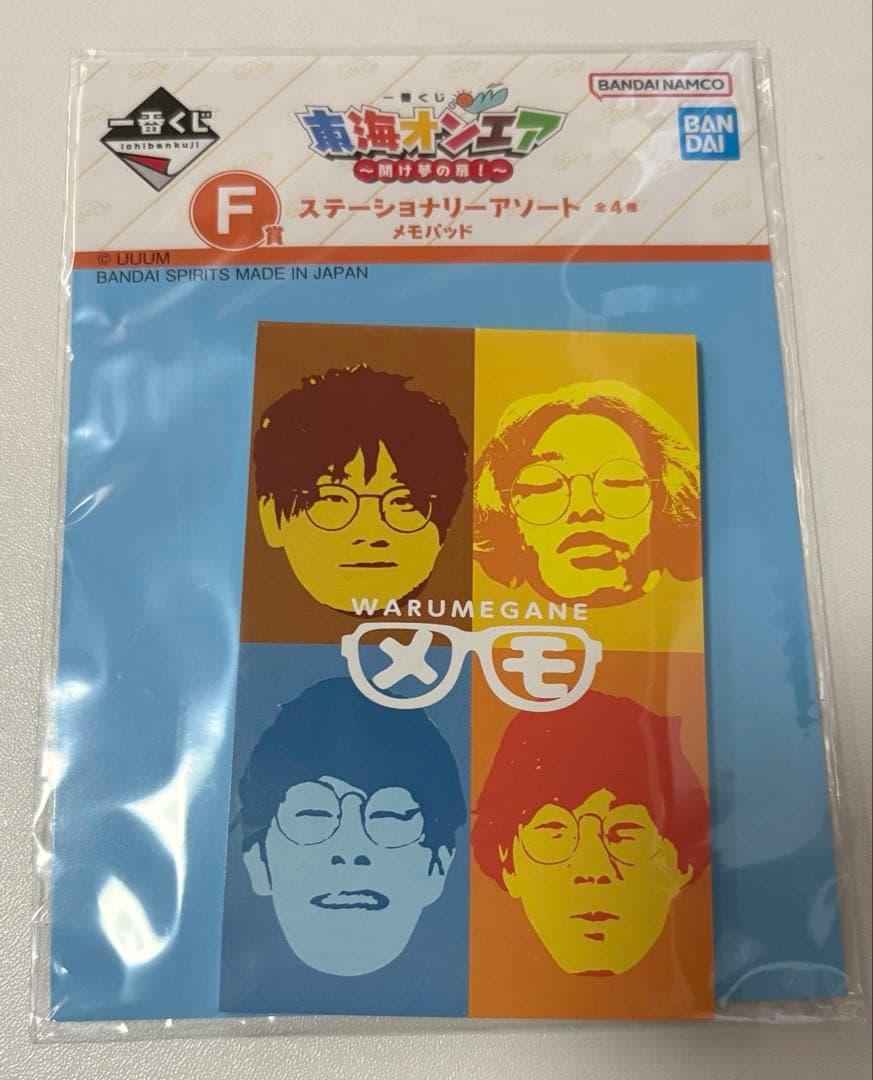 一番くじ
ichibankuji
一番くじ
東海オンエア
～開け夢の扉！～
BANDAI NAMCO
BAN
DAI
F賞
ステーショナリーアソート 全4種
メモパッド
© UUUM
BANDAI SPIRITS MADE IN JAPAN
WARUMEGANE
メモ